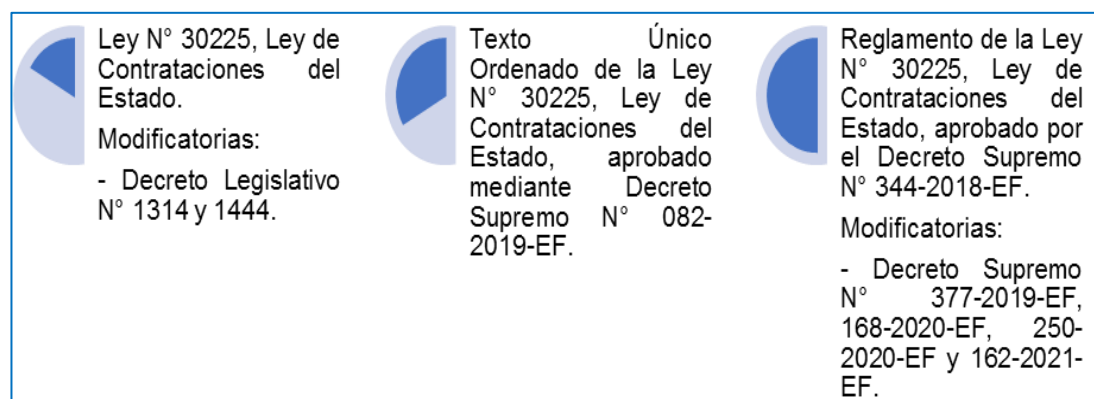 Ley N° 30225, Ley de
Contrataciones del
Estado.
Modificatorias:
- Decreto Legislativo
N° 1314 y 1444.
Texto Único
Ordenado de la Ley
N° 30225, Ley de
Contrataciones del
Estado, aprobado
mediante Decreto
Supremo N° 082-
2019-EF.
Reglamento de la Ley
N° 30225, Ley de
Contrataciones del
Estado, aprobado por
el Decreto Supremo
N° 344-2018-EF.
Modificatorias:
- Decreto Supremo
N° 377-2019-EF,
168-2020-EF, 250-
2020-EF y 162-2021-
EF.